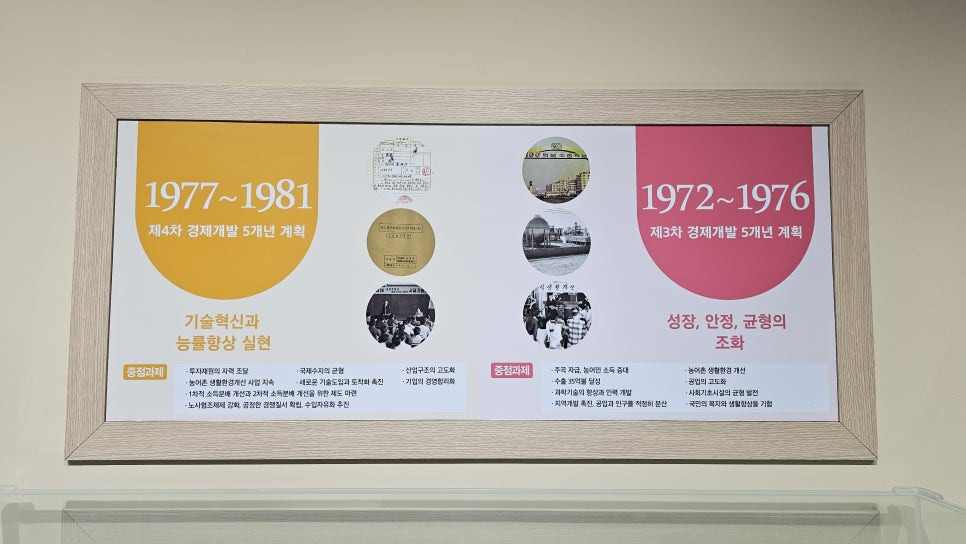 1977~1981
제4차 경제개발 5개년 계획
기술혁신과
능률향상 실현
중점과제
· 투자재원의 자력 조달
· 국제수지의 균형
· 산업구조의 고도화
· 농어촌 생활환경개선 사업 지속
· 새로운 기술도입과 토착화 촉진
· 기업의 경영합리화
· 1차적 소득분배 개선과 2차적 소득분배 개선을 위한 제도 마련
· 노사협조체제 강화, 공정한 경쟁질서 확립, 수입자유화 추진
1972~1976
제3차 경제개발 5개년 계획
성장, 안정, 균형의
조화
중점과제
· 주곡 자급, 농어민 소득 증대
· 농어촌 생활환경 개선
· 수출 35억불 달성
· 공업의 고도화
· 과학기술의 향상과 인력 개발
· 사회기초시설의 균형 발전
· 지역개발 촉진, 공업과 인구를 적정히 분산
· 국민의 복지와 생활향상을 기함
식생활개선